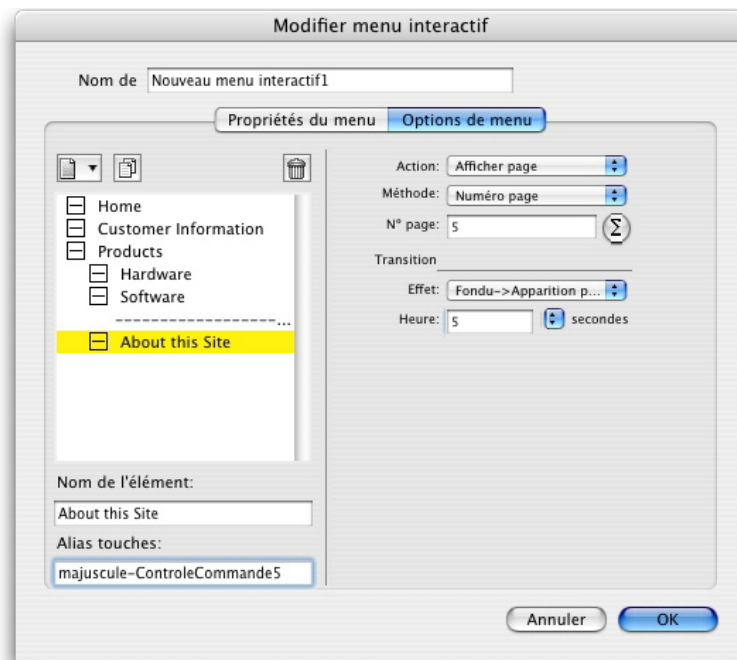 Modifier menu interactif
Nom de Nouveau menu interactif1
Propriétés du menu Options de menu
Home
Customer Information
Products
Hardware
Software
------------------...
About this Site
Nom de l'élément:
About this Site
Alias touches:
majuscule-ControleCommande5
Action: Afficher page
Méthode: Numéro page
N° page: 5 Σ
Transition
Effet: Fondu->Apparition p...
Heure: 5 secondes
Annuler OK